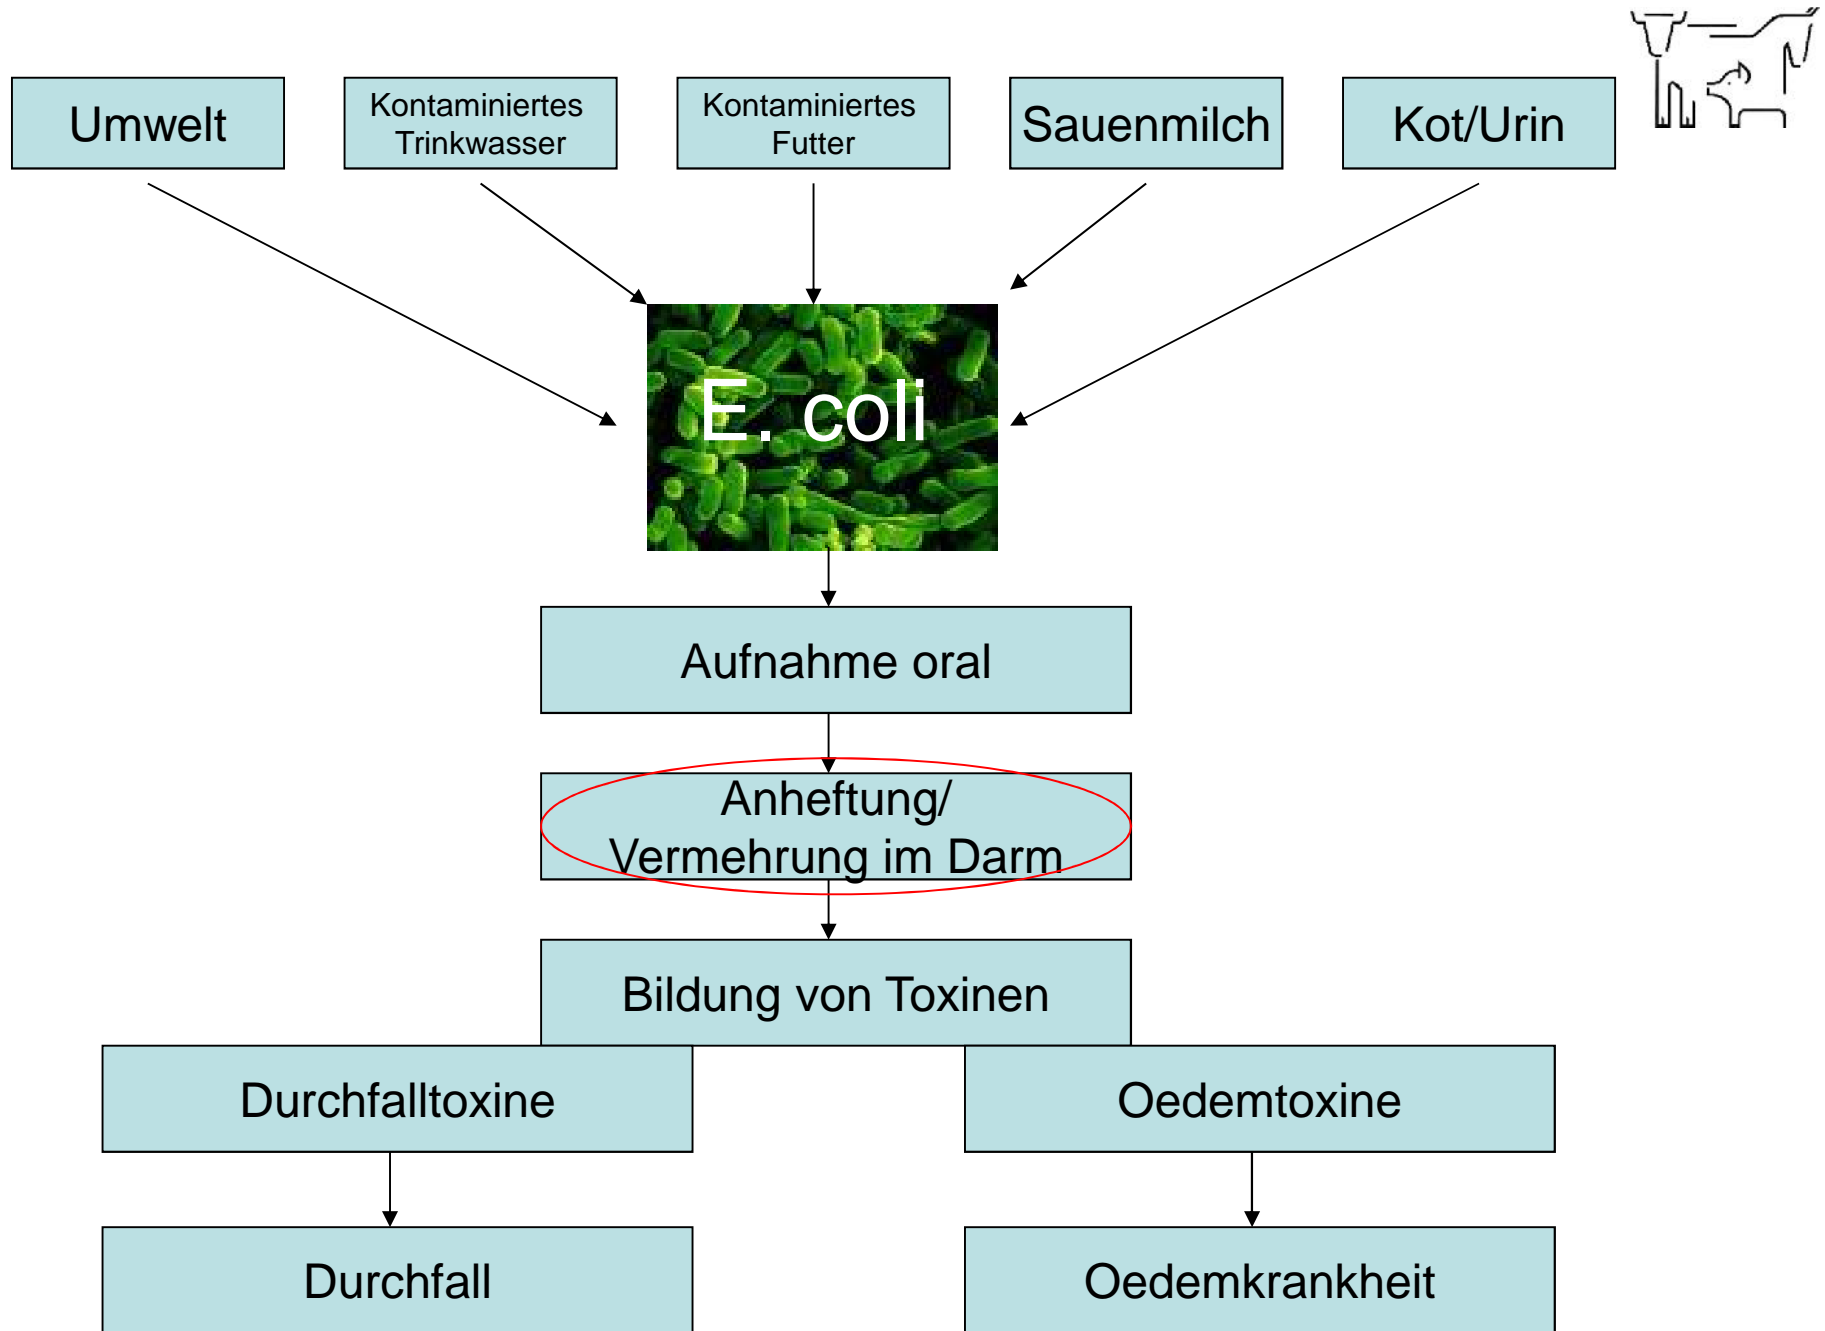 Umwelt
Kontaminiertes
Trinkwasser
Kontaminiertes
Futter
Sauenmilch
Kot/Urin
E. coli
Aufnahme oral
Anheftung/
Vermehrung im Darm
Bildung von Toxinen
Durchfalltoxine
Oedemtoxine
Durchfall
Oedemkrankheit